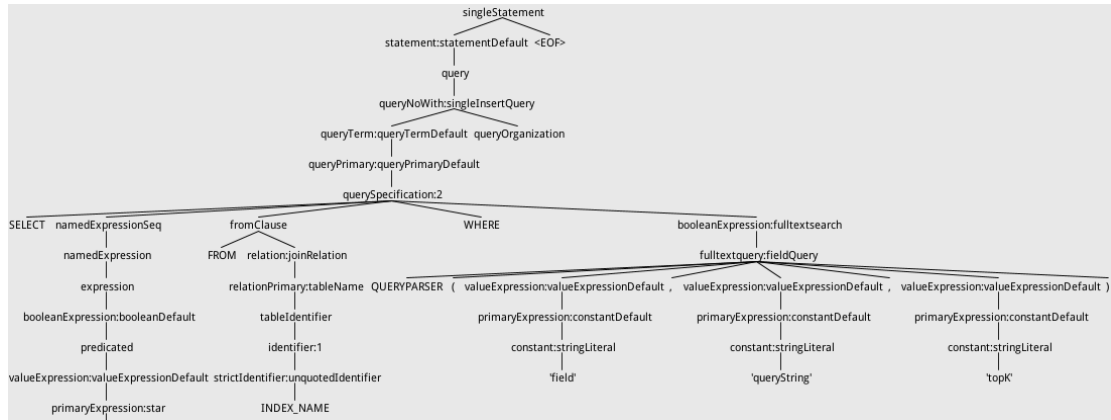 singleStatement
statement:statementDefault <EOF>
query
queryNoWith:singleInsertQuery
queryTerm:queryTermDefault queryOrganization
queryPrimary:queryPrimaryDefault
querySpecification:2
SELECT namedExpressionSeq fromClause WHERE booleanExpression:fulltextsearch
namedExpression FROM relation:joinRelation fulltextquery:fieldQuery
expression relationPrimary:tableName QUERYPARSER ( valueExpression:valueExpressionDefault , valueExpression:valueExpressionDefault , valueExpression:valueExpressionDefault )
booleanExpression:booleanDefault tableIdentifier primaryExpression:constantDefault primaryExpression:constantDefault primaryExpression:constantDefault
predicated identifier:1 constant:stringLiteral constant:stringLiteral constant:stringLiteral
valueExpression:valueExpressionDefault strictIdentifier:unquotedIdentifier 'field' 'queryString' 'topK'
primaryExpression:star INDEX_NAME